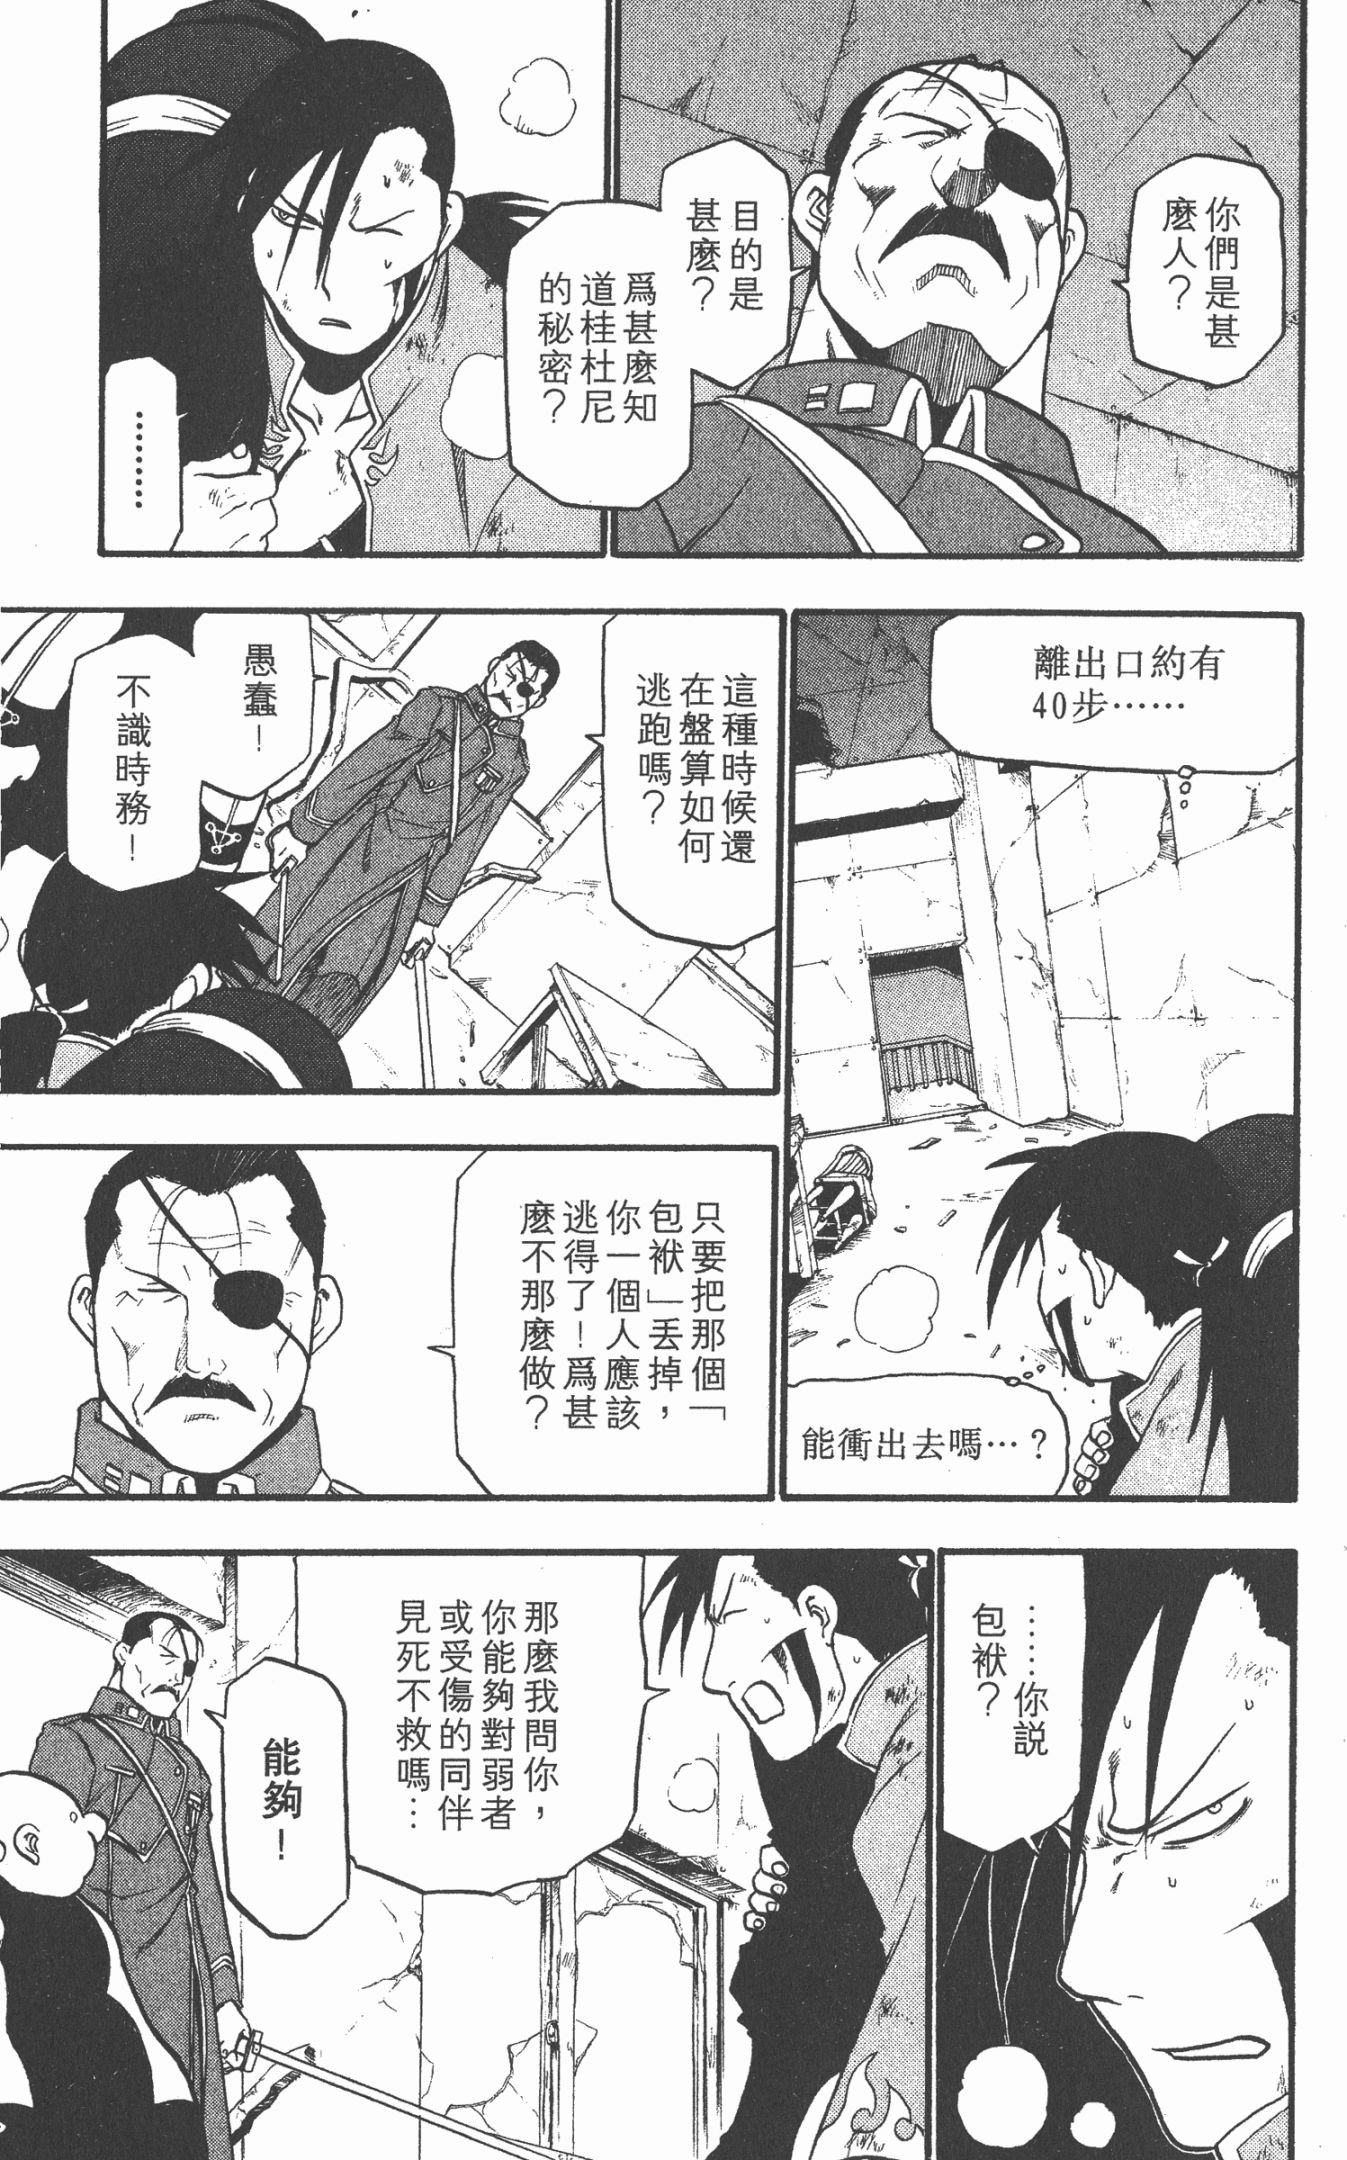 你們是甚
麼人？
目的是
甚麼？
爲甚麼知
道桂杜尼
的秘密？
………
離出口約有
40步……
能衝出去嗎…？
這種時候還
在盤算如何
逃跑嗎？
愚蠢！
不識時務！
只要把那個「
包袱」丟掉，
你一個人應該
逃得了！爲甚
麼不那麼做？
……你説
包袱？
那麼我問你，
你能夠對弱者
或受傷的同伴
見死不救嗎…
能夠！